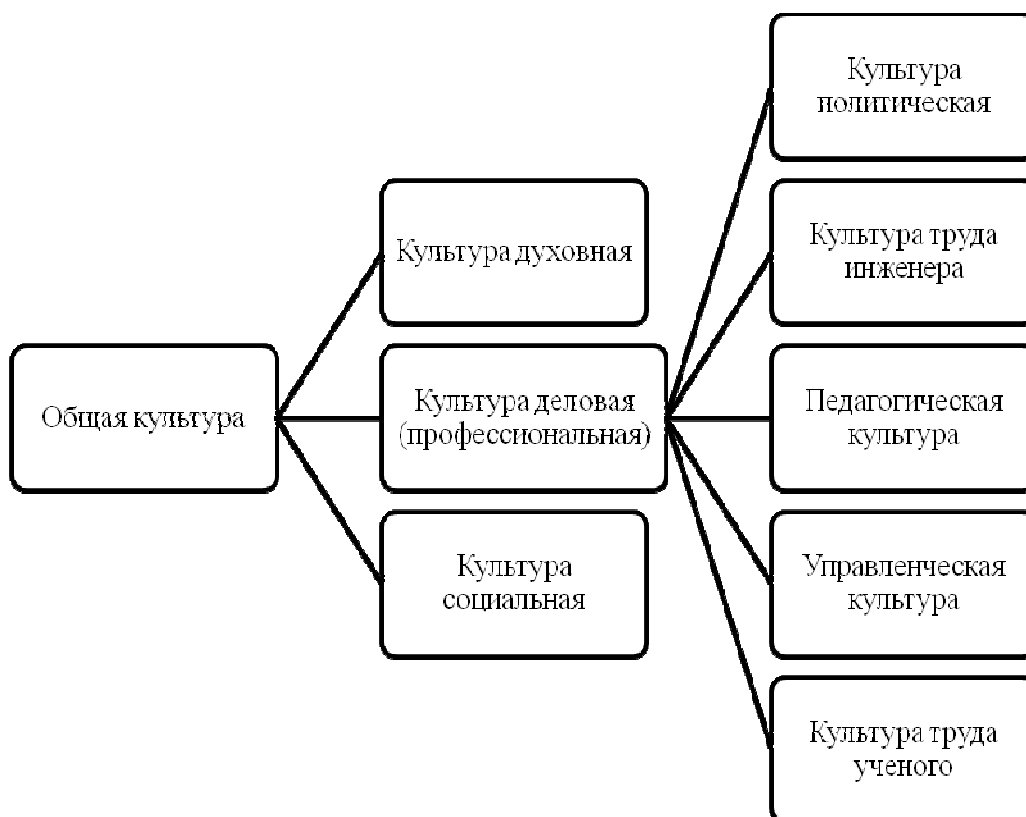 Общая культура
Культура духовная
Культура деловая
(профессиональная)
Культура
социальная
Культура
политическая
Культура труда
инженера
Педагогическая
культура
Управленческая
культура
Культура труда
ученого